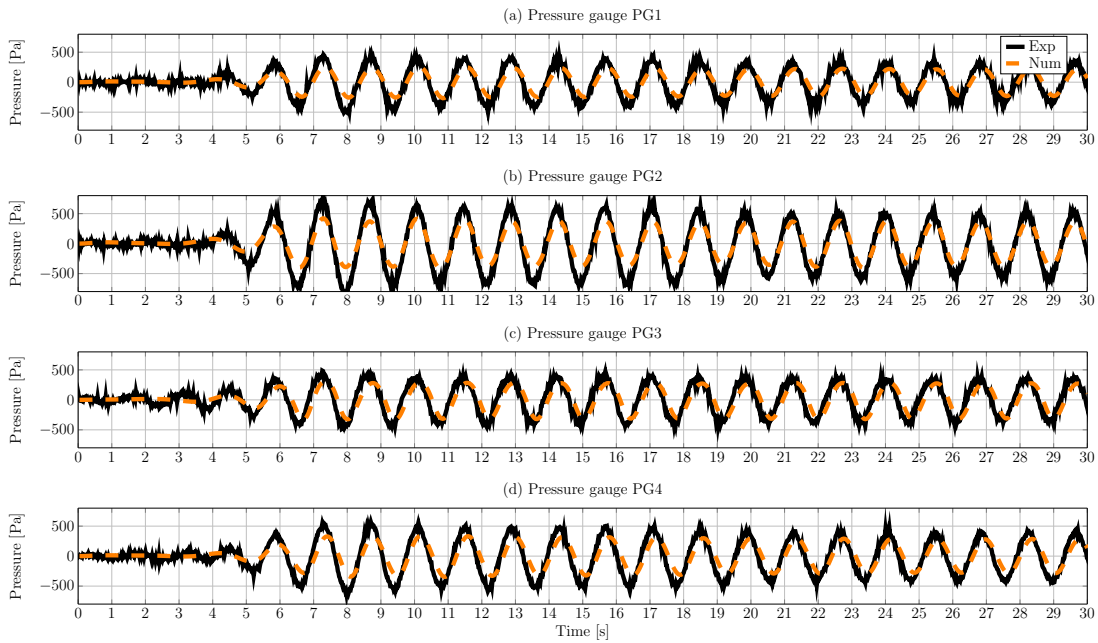 (a) Pressure gauge PG1
Pressure [Pa]
500
0
−500
Exp
Num
0 1 2 3 4 5 6 7 8 9 10 11 12 13 14 15 16 17 18 19 20 21 22 23 24 25 26 27 28 29 30
(b) Pressure gauge PG2
Pressure [Pa]
500
0
−500
0 1 2 3 4 5 6 7 8 9 10 11 12 13 14 15 16 17 18 19 20 21 22 23 24 25 26 27 28 29 30
(c) Pressure gauge PG3
Pressure [Pa]
500
0
−500
0 1 2 3 4 5 6 7 8 9 10 11 12 13 14 15 16 17 18 19 20 21 22 23 24 25 26 27 28 29 30
(d) Pressure gauge PG4
Pressure [Pa]
500
0
−500
0 1 2 3 4 5 6 7 8 9 10 11 12 13 14 15 16 17 18 19 20 21 22 23 24 25 26 27 28 29 30
Time [s]